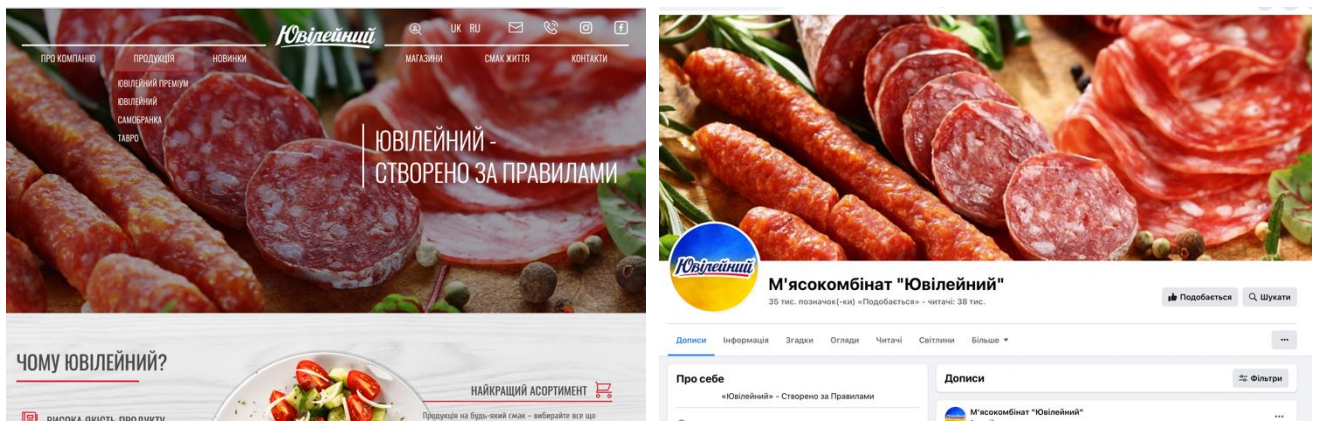 Ювілейний
UK RU
ПРО КОМПАНІЮ ПРОДУКЦІЯ НОВИНКИ МАГАЗИНИ СМАК ЖИТТЯ КОНТАКТИ
ЮВІЛЕЙНИЙ ПРЕМІУМ
ЮВІЛЕЙНИЙ
САМОБРАНКА
ТАВРО
ЮВІЛЕЙНИЙ -
СТВОРЕНО ЗА ПРАВИЛАМИ
ЧОМУ ЮВІЛЕЙНИЙ?
НАЙКРАЩИЙ АСОРТИМЕНТ
ВИСОКА ЯКІСТЬ ПРОДУКТУ
Продукція на будь-який смак – вибирайте все що
Ювілейний
М'ясокомбінат "Ювілейний"
35 тис. позначок(-ки) «Подобається» • читачі: 38 тис.
Подобається Шукати
Дописи Інформація Згадки Огляди Читачі Світлини Більше
Про себе
«Ювілейний» - Створено за Правилами
Дописи
Фільтри
М'ясокомбінат "Ювілейний"